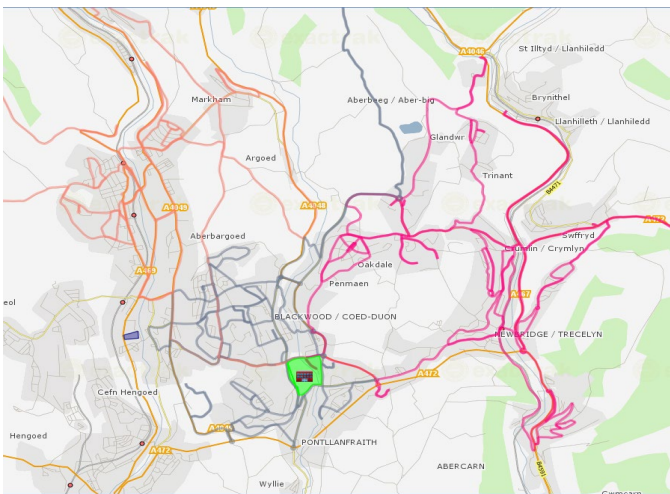 exactrak
A4046
St Illtyd / Llanhiledd
Brynithel
Markham
Aberbeeg / Aber-big
Llanhilleth / Llanhiledd
Glandwr
Argoed
Trinant
B4471
A4049
A4048
Aberbargoed
Swffryd
Crumlin / Crymlyn
A469
Oakdale
Penmaen
A467
BLACKWOOD / COED-DUON
NEWBRIDGE / TRECELYN
A472
Cefn Hengoed
Hengoed
PONTLLANFRAITH
A472
ABERCARN
B4591
Wyllie